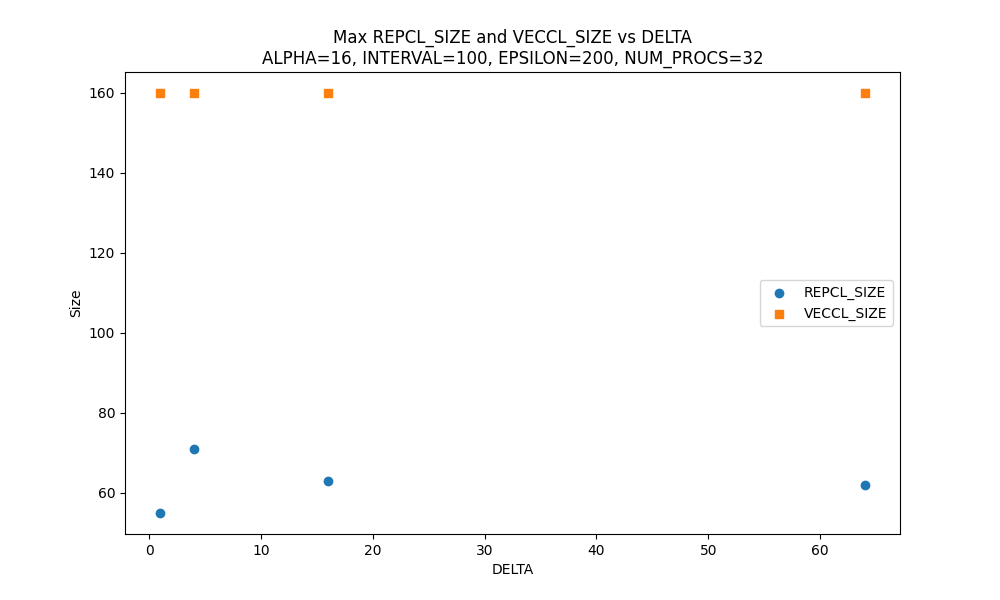 Max REPCL_SIZE and VECCL_SIZE vs DELTA
ALPHA=16, INTERVAL=100, EPSILON=200, NUM_PROCS=32
160
140
120
100
80
60
Size
REPCL_SIZE
VECCL_SIZE
0 10 20 30 40 50 60
DELTA